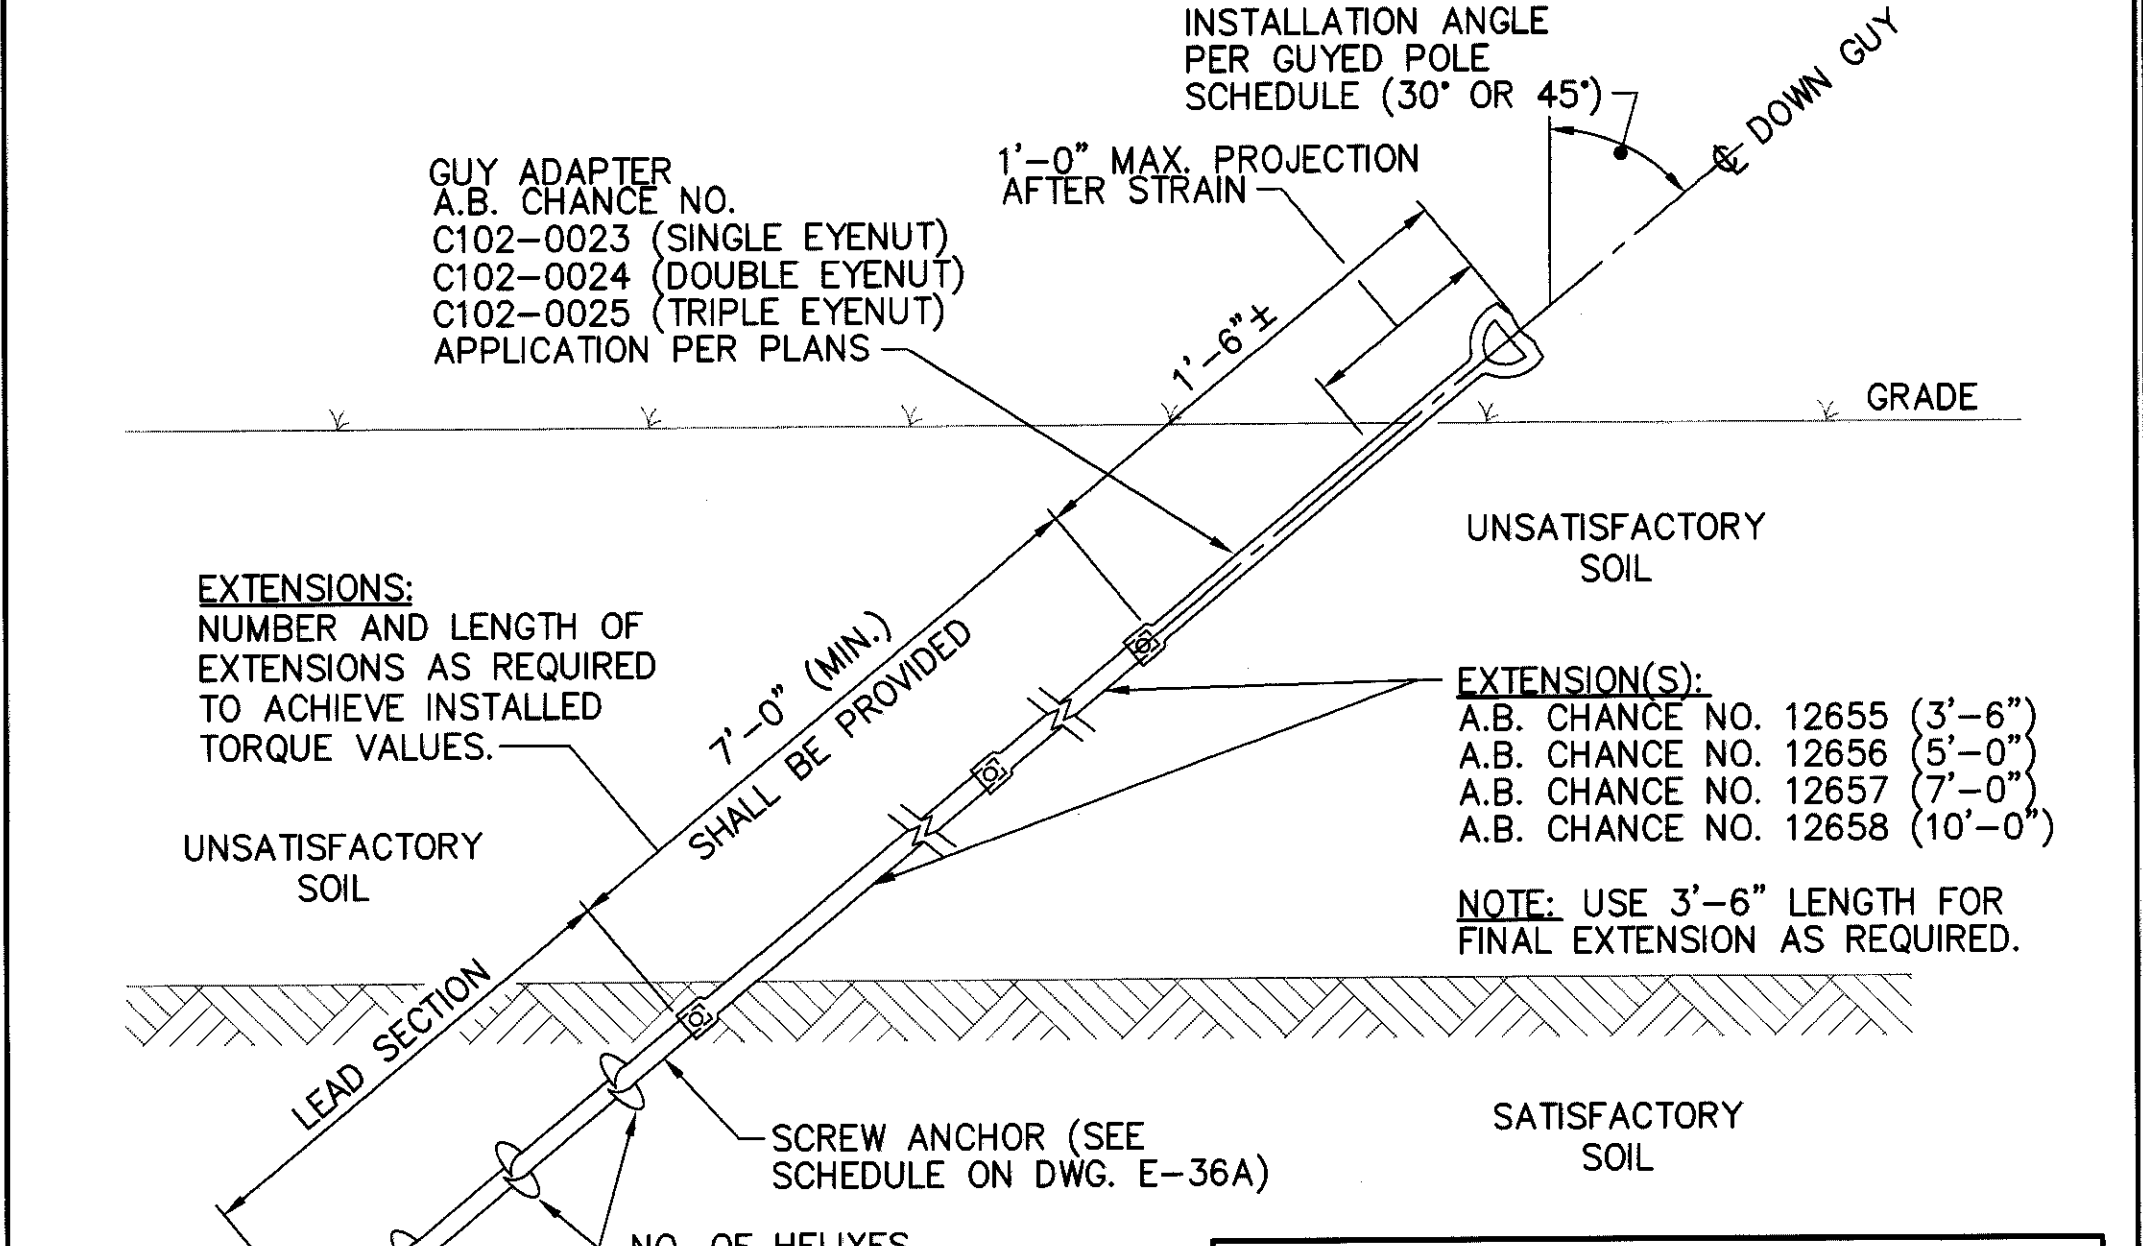 INSTALLATION ANGLE
PER GUYED POLE
SCHEDULE (30° OR 45°)
℄ DOWN GUY
1'-0" MAX. PROJECTION
AFTER STRAIN
GUY ADAPTER
A.B. CHANCE NO.
C102-0023 (SINGLE EYENUT)
C102-0024 (DOUBLE EYENUT)
C102-0025 (TRIPLE EYENUT)
APPLICATION PER PLANS
1'-6"±
GRADE
UNSATISFACTORY
SOIL
EXTENSIONS:
NUMBER AND LENGTH OF
EXTENSIONS AS REQUIRED
TO ACHIEVE INSTALLED
TORQUE VALUES.
7'-0" (MIN.)
SHALL BE PROVIDED
EXTENSION(S):
A.B. CHANCE NO. 12655 (3'-6")
A.B. CHANCE NO. 12656 (5'-0")
A.B. CHANCE NO. 12657 (7'-0")
A.B. CHANCE NO. 12658 (10'-0")
UNSATISFACTORY
SOIL
NOTE: USE 3'-6" LENGTH FOR
FINAL EXTENSION AS REQUIRED.
LEAD SECTION
SCREW ANCHOR (SEE
SCHEDULE ON DWG. E-36A)
SATISFACTORY
SOIL
NO. OF HELIXES